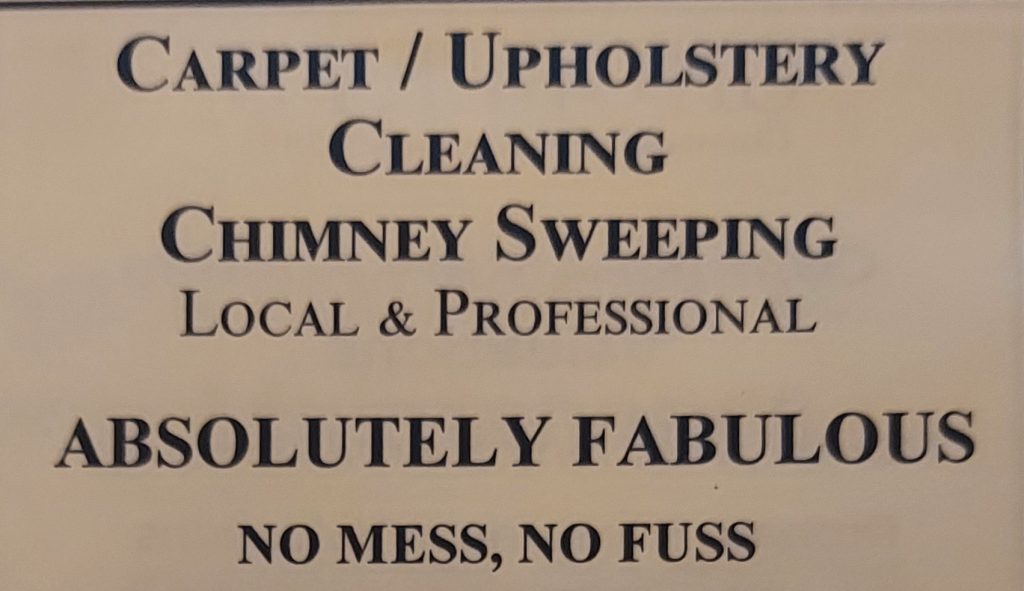 CARPET / UPHOLSTERY
CLEANING
CHIMNEY SWEEPING
LOCAL & PROFESSIONAL
ABSOLUTELY FABULOUS
NO MESS, NO FUSS